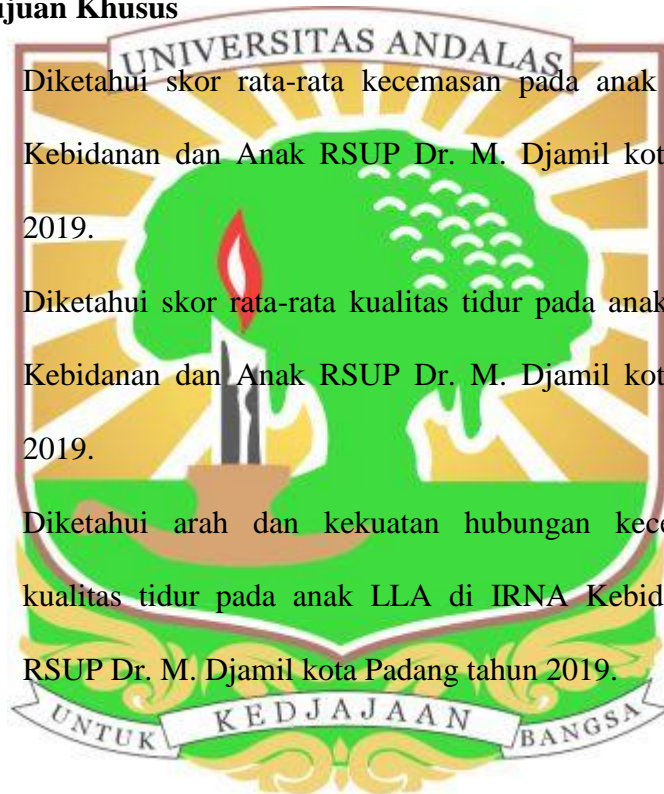 ujuan Khusus
UNIVERSITAS ANDALAS
Diketahui skor rata-rata kecemasan pada anak
Kebidanan dan Anak RSUP Dr. M. Djamil kot
2019.
Diketahui skor rata-rata kualitas tidur pada anak
Kebidanan dan Anak RSUP Dr. M. Djamil kot
2019.
Diketahui arah dan kekuatan hubungan kece
kualitas tidur pada anak LLA di IRNA Kebid
RSUP Dr. M. Djamil kota Padang tahun 2019.
UNTUK KEDJAJAAN BANGSA